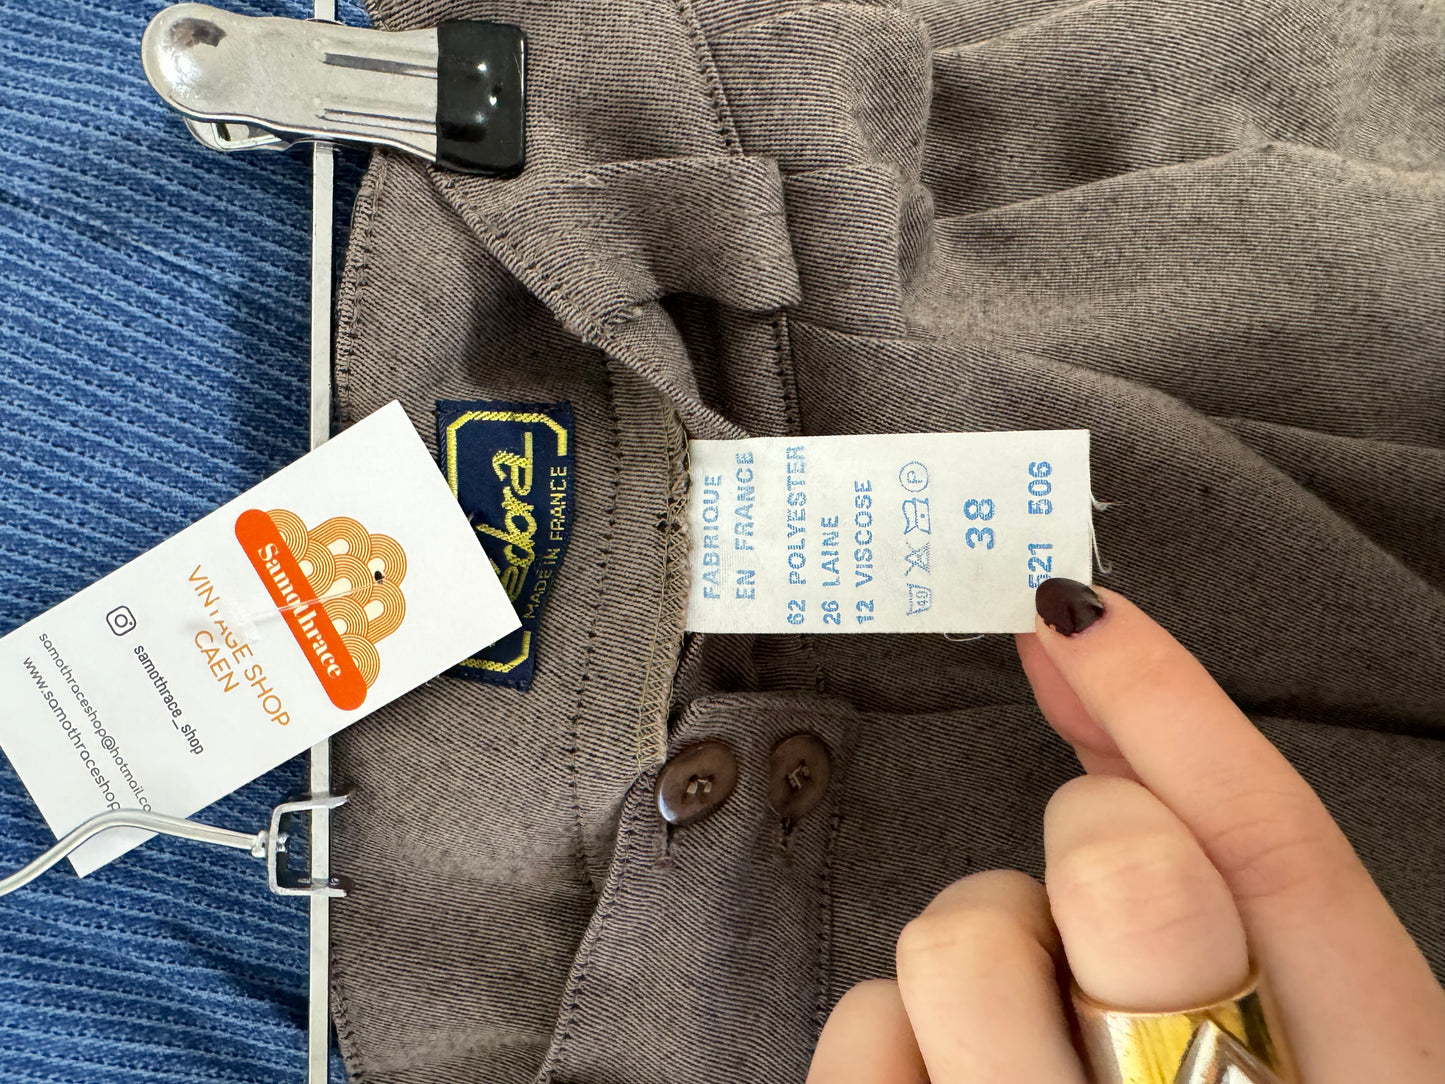 Samothrace
VINTAGE SHOP
CAEN
samothrace_shop
samothraceshop@hotmail.co
www.samothraceshop
MADE IN FRANCE
FABRIQUE
EN FRANCE
62 POLYESTER
26 LAINE
12 VISCOSE
40 P
38
521 506